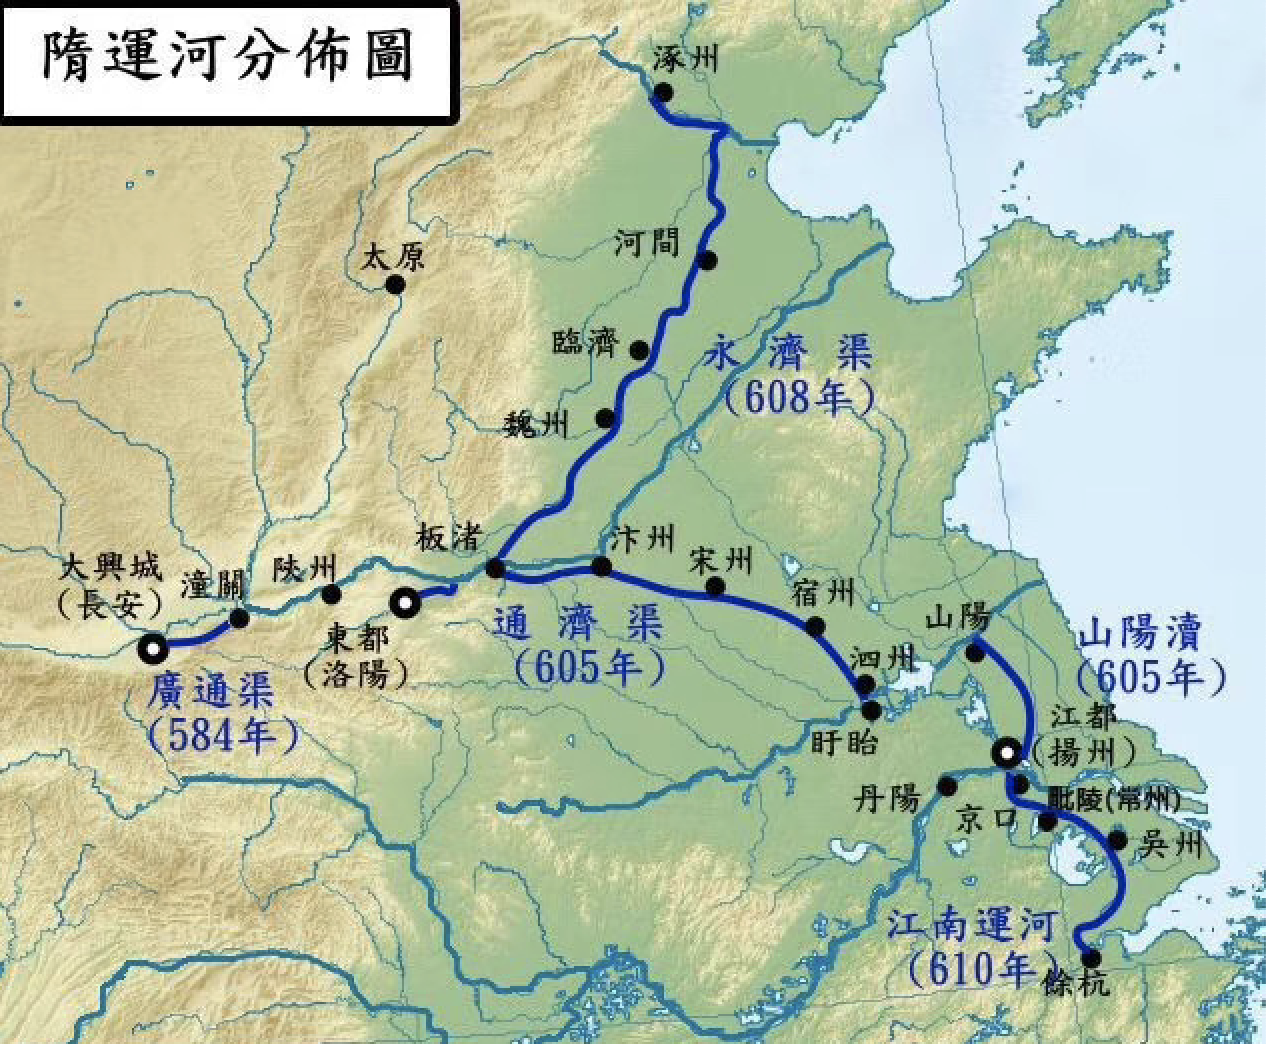 隋運河分佈圖
涿州
河間
太原
臨濟
永濟渠
(608年)
魏州
板渚
汴州
大興城
(長安)
潼關
陝州
宋州
宿州
東都
(洛陽)
通濟渠
(605年)
山陽
山陽瀆
(605年)
泗州
廣通渠
(584年)
盱眙
江都
(揚州)
丹陽
京口
毗陵(常州)
吳州
江南運河
(610年)
餘杭